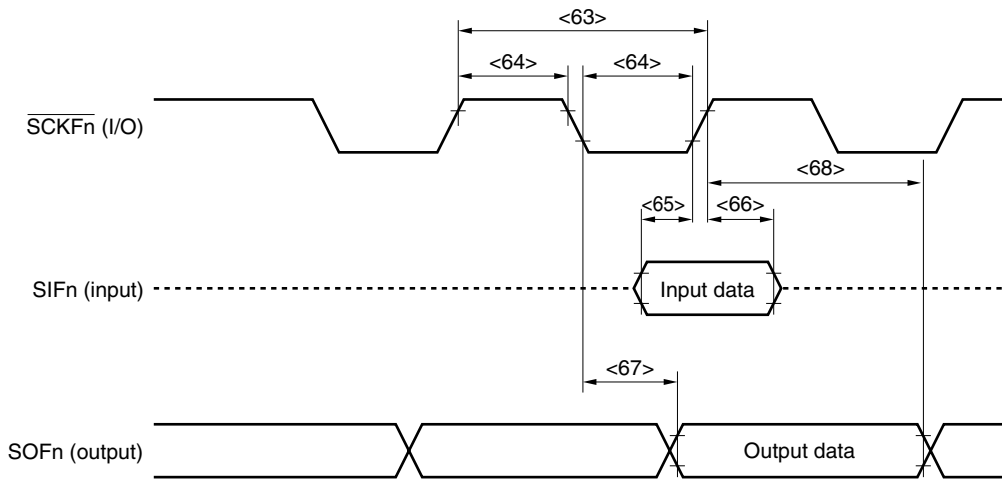 <63>
<64> <64>
SCKFn (I/O)
<68>
<65> <66>
SIFn (input) Input data
<67>
SOFn (output) Output data